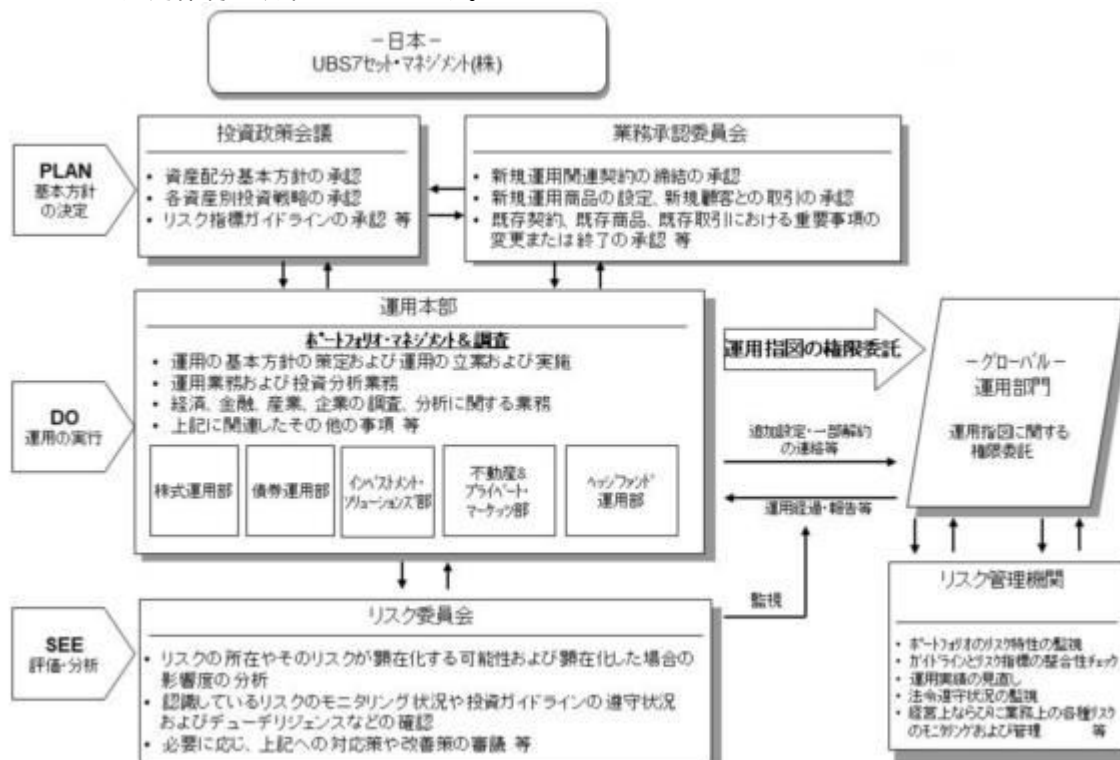 －日本－
UBSアセット・マネジメント(株)
PLAN
基本方針
の決定
投資政策会議
• 資産配分基本方針の承認
• 各資産別投資戦略の承認
• リスク指標ガイドラインの承認 等
業務承認委員会
• 新規運用関連契約の締結の承認
• 新規運用商品の設定、新規顧客との取引の承認
• 既存契約、既存商品、既存取引における重要事項の
変更または終了の承認 等
DO
運用の実行
運用本部
ポートフォリオ・マネジメント&調査
• 運用の基本方針の策定および運用の立案および実施
• 運用業務および投資分析業務
• 経済、金融、産業、企業の調査、分析に関する業務
• 上記に関連したその他の事項 等
株式運用部
債券運用部
インベストメント・
ソリューションズ部
不動産&
プライベート・
マーケッツ部
ヘッジファンド
運用部
運用指図の権限委託
追加設定・一部解約
の連絡等
運用経過・報告等
－グローバル－
運用部門
運用指図に関する
権限委託
SEE
評価・分析
リスク委員会
• リスクの所在やそのリスクが顕在化する可能性および顕在化した場合の
影響度の分析
• 認識しているリスクのモニタリング状況や投資ガイドラインの遵守状況
およびデューデリジェンスなどの確認
• 必要に応じ、上記への対応策や改善策の審議 等
監視
リスク管理機関
• ポートフォリオのリスク特性の監視
• ガイドラインとリスク指標の整合性チェック
• 運用実績の見直し
• 法令遵守状況の監視
• 経営上ならびに業務上の各種リスク
のモニタリングおよび管理 等